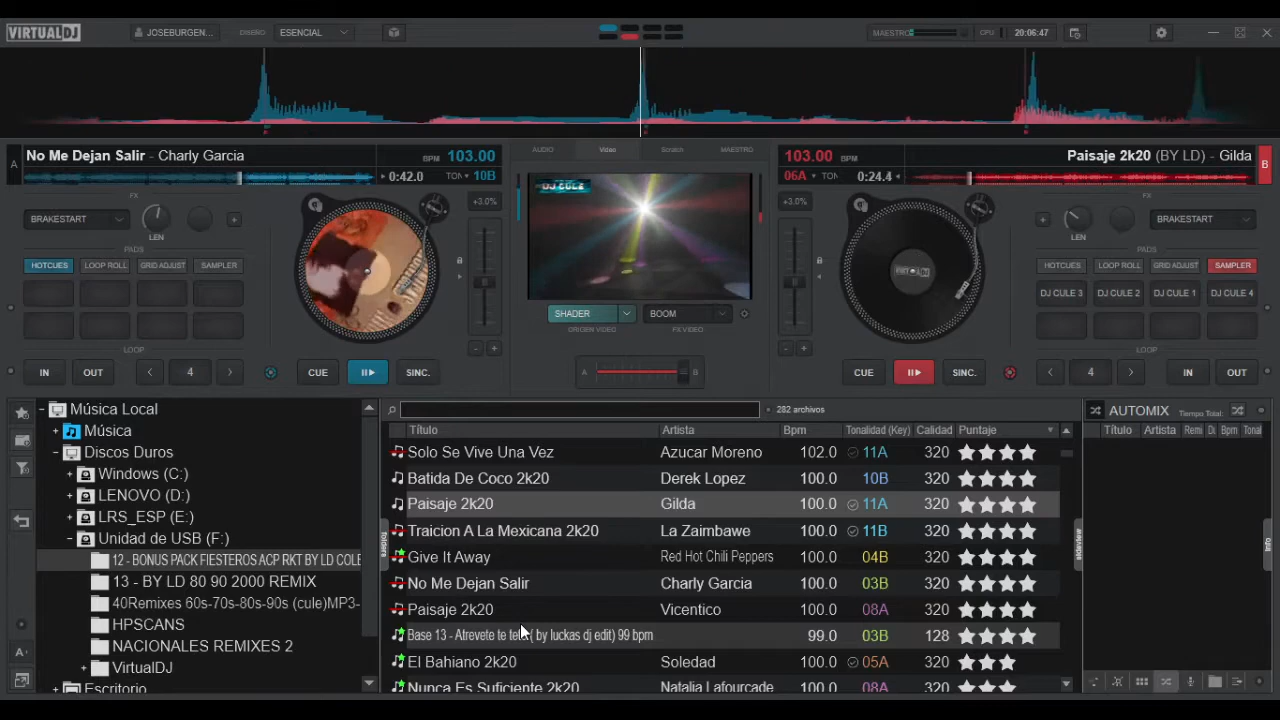 VIRTUALDJ
JOSEBURGEN...
DISEÑO
ESENCIAL
MAESTRO
CPU
20:06:47
No Me Dejan Salir - Charly Garcia
BPM 103.00
0:42.0
TON
10B
AUDIO
Video
Scratch
MAESTRO
103.00 BPM
06A
TON
0:24.4
Paisaje 2k20 (BY LD) - Gilda
A
B
DJ CULE
FX
BRAKESTART
LEN
+3.0%
PADS
HOTCUES
LOOP ROLL
GRID ADJUST
SAMPLER
LOOP
IN
OUT
4
CUE
SINC.
SHADER
BOOM
ORIGEN VIDEO
FX VIDEO
A
B
+3.0%
FX
LEN
BRAKESTART
PADS
HOTCUES
LOOP ROLL
GRID ADJUST
SAMPLER
DJ CULE 3
DJ CULE 2
DJ CULE 1
DJ CULE 4
LOOP
CUE
SINC.
4
IN
OUT
Música Local
Música
Discos Duros
Windows (C:)
LENOVO (D:)
LRS_ESP (E:)
Unidad de USB (F:)
12 - BONUS PACK FIESTEROS ACP RKT BY LD COLE
13 - BY LD 80 90 2000 REMIX
40Remixes 60s-70s-80s-90s (cule)MP3-
HPSCANS
NACIONALES REMIXES 2
VirtualDJ
Escritorio
folders
282 archivos
Título Artista Bpm Tonalidad (Key) Calidad Puntaje
Solo Se Vive Una Vez Azucar Moreno 102.0 11A 320
Batida De Coco 2k20 Derek Lopez 100.0 10B 320
Paisaje 2k20 Gilda 100.0 11A 320
Traicion A La Mexicana 2k20 La Zaimbawe 100.0 11B 320
Give It Away Red Hot Chili Peppers 100.0 04B 320
No Me Dejan Salir Charly Garcia 100.0 03B 320
Paisaje 2k20 Vicentico 100.0 08A 320
Base 13 - Atrevete te te ( by luckas dj edit) 99 bpm 99.0 03B 128
El Bahiano 2k20 Soledad 100.0 05A 320
Nunca Es Suficiente 2k20 Natalia Lafourcade 100.0 08A 320
sideview
AUTOMIX
Tiempo Total:
Título Artista Remi Du Bpm Tonal
Info